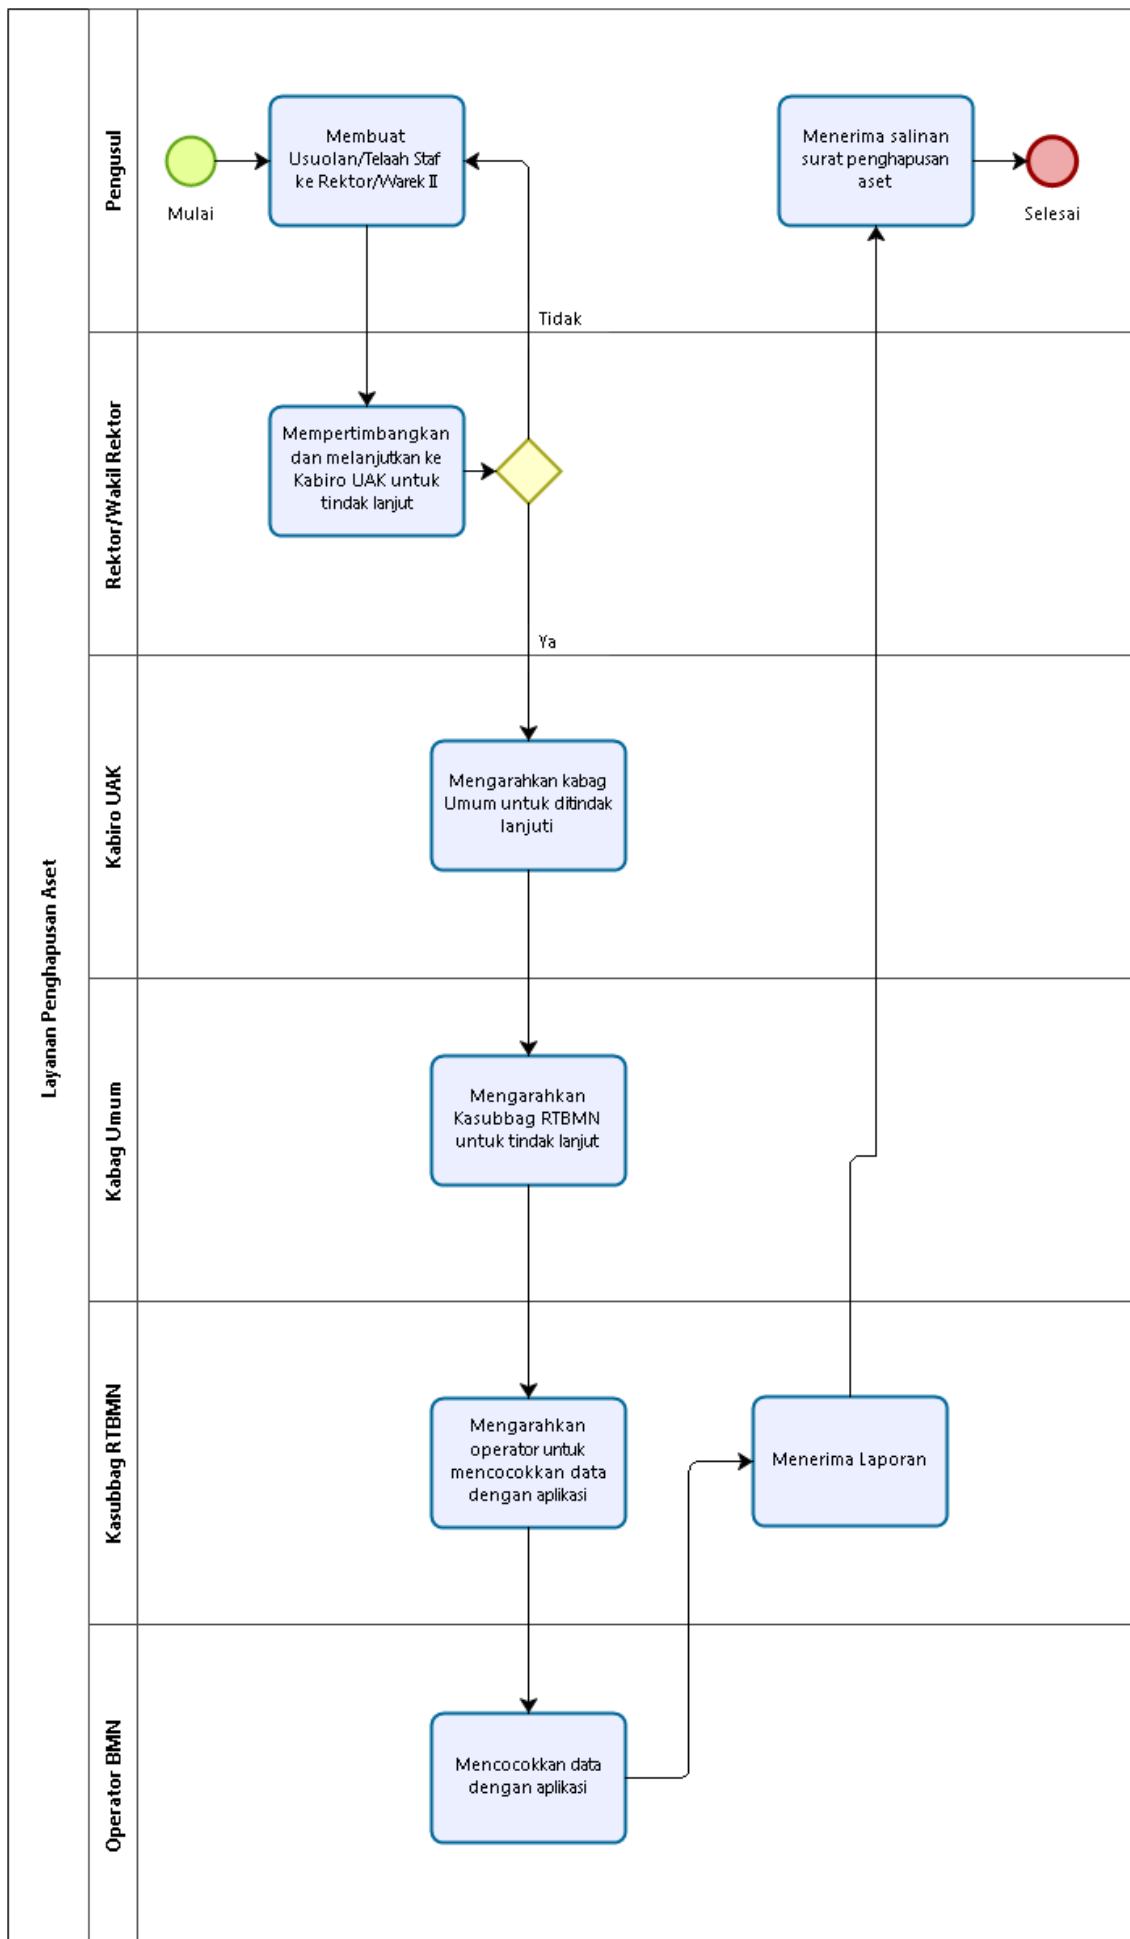 Layanan Penghapusan Aset
Pengusul
Mulai
Membuat
Usuolan/Telaah Staf
ke Rektor/Warek II
Menerima salinan
surat penghapusan
aset
Selesai
Tidak
Rektor/Wakil Rektor
Mempertimbangkan
dan melanjutkan ke
Kabiro UAK untuk
tindak lanjut
Ya
Kabiro UAK
Mengarahkan kabag
Umum untuk ditindak
lanjuti
Kabag Umum
Mengarahkan
Kasubbag RTBMN
untuk tindak lanjut
Kasubbag RTBMN
Mengarahkan
operator untuk
mencocokkan data
dengan aplikasi
Menerima Laporan
Operator BMN
Mencocokkan data
dengan aplikasi